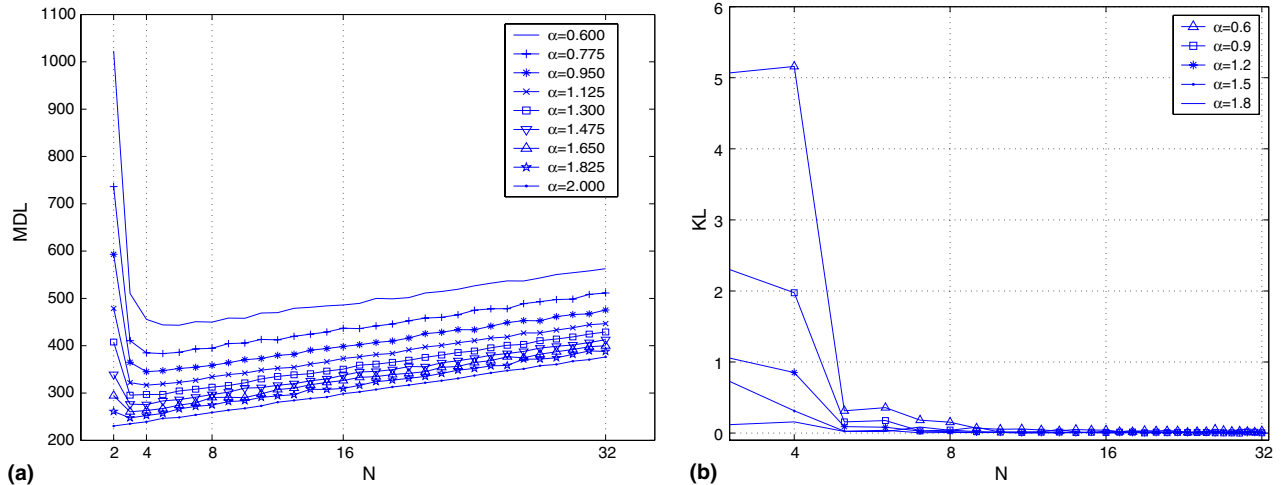 1100
1000
900
800
700
600
500
400
300
200
MDL
2 4 8 16 32
N
(a)
α=0.600
α=0.775
α=0.950
α=1.125
α=1.300
α=1.475
α=1.650
α=1.825
α=2.000
6
5
4
3
2
1
0
KL
4 8 16 32
N
(b)
α=0.6
α=0.9
α=1.2
α=1.5
α=1.8